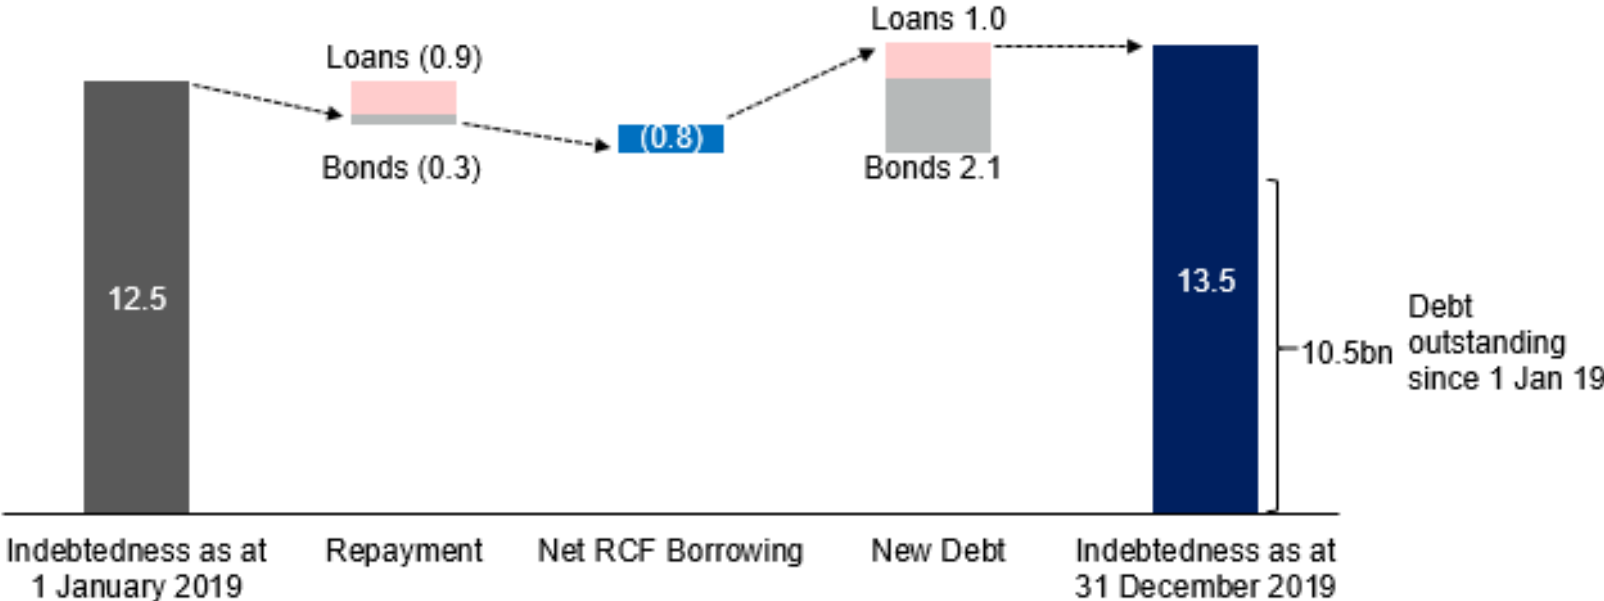 Loans 1.0
Loans (0.9)
(0.8)
Bonds (0.3)
Bonds 2.1
12.5
13.5
10.5bn
Debt
outstanding
since 1 Jan 19
Indebtedness as at
1 January 2019
Repayment
Net RCF Borrowing
New Debt
Indebtedness as at
31 December 2019